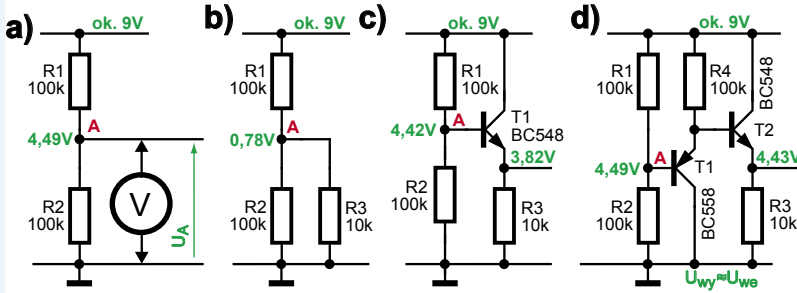 a)
ok. 9V
R1
100k
A
4,49V
R2
100k
V
UA
b)
ok. 9V
R1
100k
A
0,78V
R2
100k
R3
10k
c)
ok. 9V
R1
100k
T1
BC548
4,42V
A
3,82V
R2
100k
R3
10k
d)
ok. 9V
R1
100k
R4
100k
BC548
T2
4,49V
A
T1
4,43V
BC558
R2
100k
R3
10k
Uwy≈Uwe